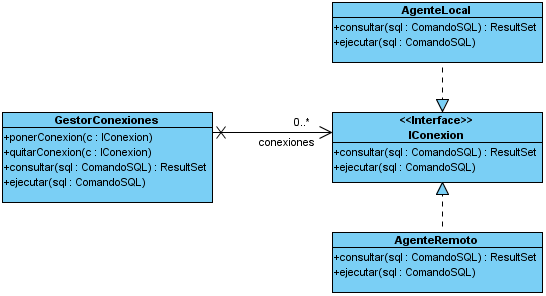 AgenteLocal
+consultar(sql : ComandoSQL) : ResultSet
+ejecutar(sql : ComandoSQL)
GestorConexiones
+ponerConexion(c : IConexion)
+quitarConexion(c : IConexion)
+consultar(sql : ComandoSQL) : ResultSet
+ejecutar(sql : ComandoSQL)
0..*
conexiones
<<Interface>>
IConexion
+consultar(sql : ComandoSQL) : ResultSet
+ejecutar(sql : ComandoSQL)
AgenteRemoto
+consultar(sql : ComandoSQL) : ResultSet
+ejecutar(sql : ComandoSQL)